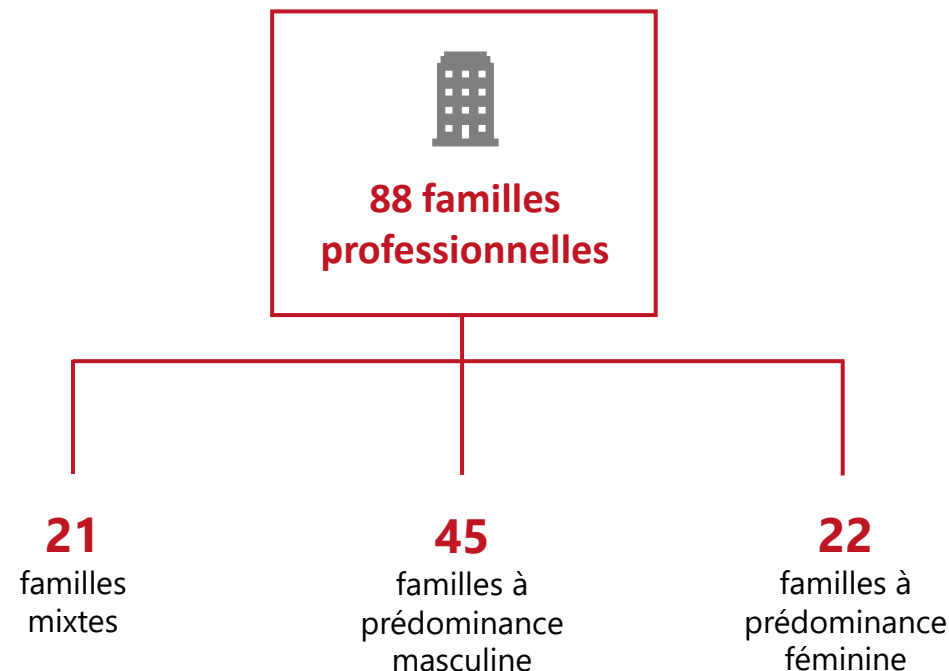 88 familles
professionnelles
21
familles
mixtes
45
familles à
prédominance
masculine
22
familles à
prédominance
féminine